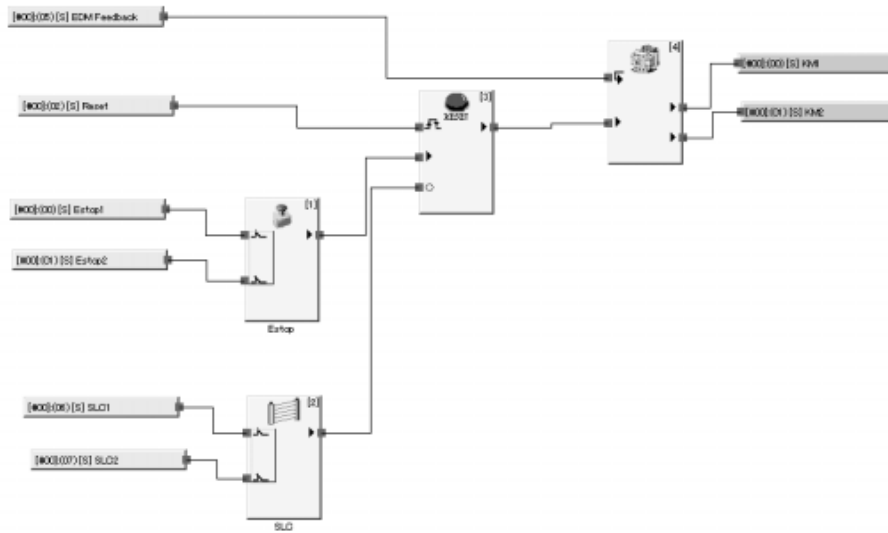 [#00]:(05) [S] EDM Feedback
[4]
[#00]:(00) [S] KM1
[#00]:(02) [S] Reset
[3]
RESET
[#00]:(01) [S] KM2
[#00]:(00) [S] Estop1
[1]
[#00]:(01) [S] Estop2
Estop
[#00]:(06) [S] SLC1
[2]
[#00]:(07) [S] SLC2
SLC